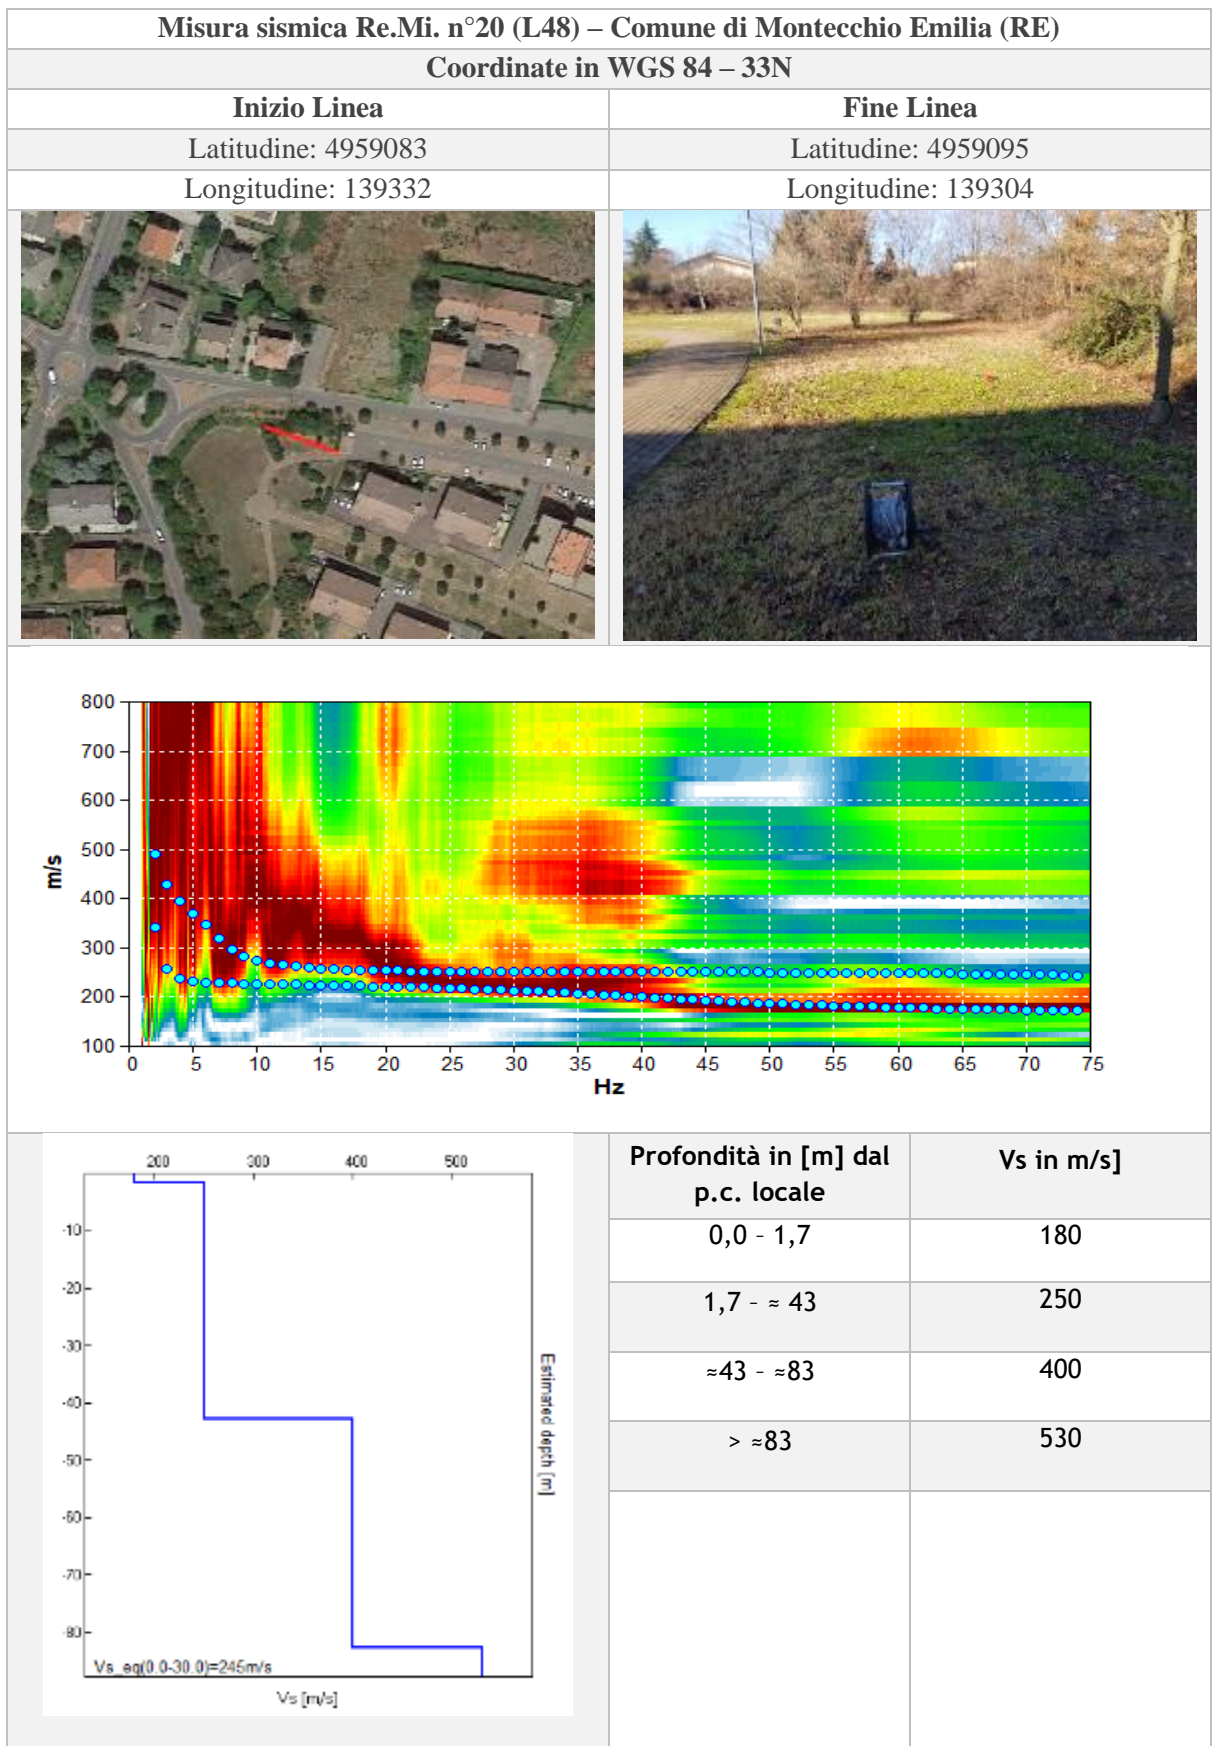 Misura sismica Re.Mi. n°20 (L48) – Comune di Montecchio Emilia (RE)
Coordinate in WGS 84 – 33N
Inizio Linea
Fine Linea
Latitudine: 4959083
Latitudine: 4959095
Longitudine: 139332
Longitudine: 139304
800
700
600
500
400
300
200
100
m/s
0 5 10 15 20 25 30 35 40 45 50 55 60 65 70 75
Hz
200 300 400 500
-10
-20
-30
-40
-50
-60
-70
-80
Estimated depth [m]
Vs_eq(0.0-30.0)=245m/s
Vs [m/s]
Profondità in [m] dal
p.c. locale
Vs in m/s]
0,0 – 1,7
180
1,7 – ≈ 43
250
≈43 – ≈83
400
> ≈83
530